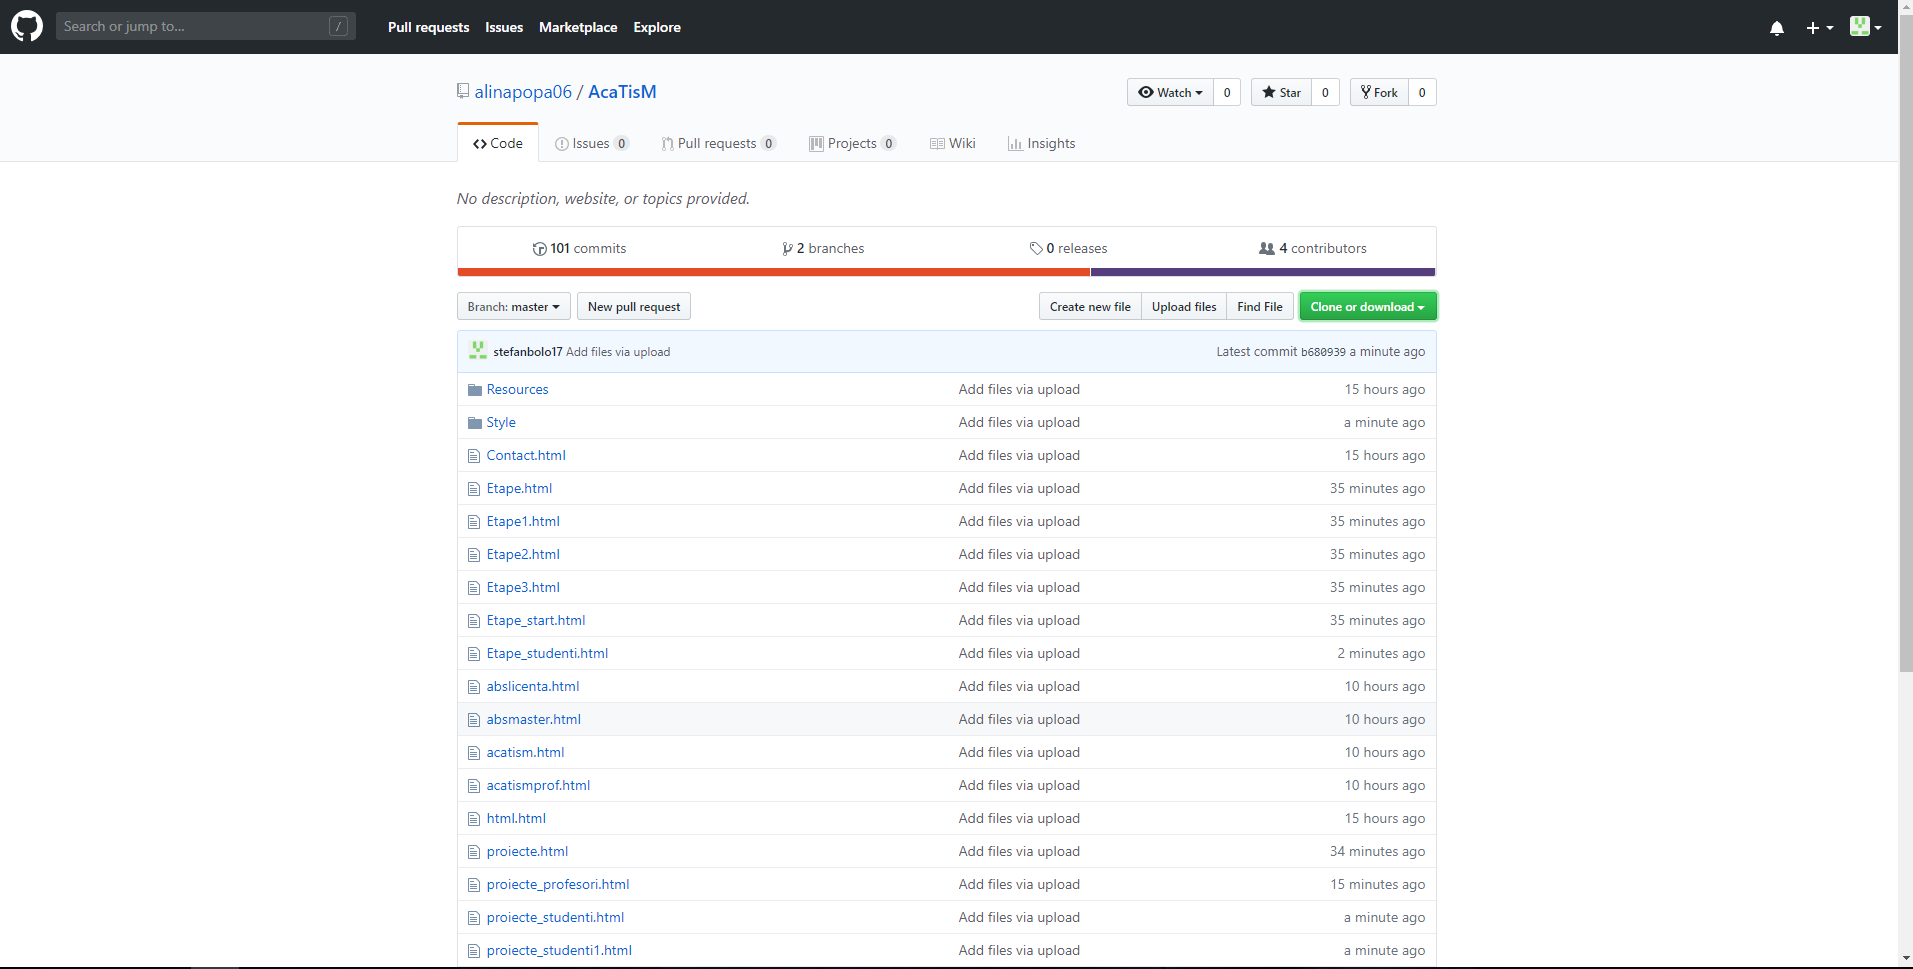 Search or jump to... /
Pull requests Issues Marketplace Explore
alinapopa06 / AcaTisM
Watch 0 Star 0 Fork 0
Code Issues 0 Pull requests 0 Projects 0 Wiki Insights
No description, website, or topics provided.
101 commits 2 branches 0 releases 4 contributors
Branch: master New pull request Create new file Upload files Find File Clone or download
stefanbolo17 Add files via upload Latest commit b680939 a minute ago
Resources Add files via upload 15 hours ago
Style Add files via upload a minute ago
Contact.html Add files via upload 15 hours ago
Etape.html Add files via upload 35 minutes ago
Etape1.html Add files via upload 35 minutes ago
Etape2.html Add files via upload 35 minutes ago
Etape3.html Add files via upload 35 minutes ago
Etape_start.html Add files via upload 35 minutes ago
Etape_studenti.html Add files via upload 2 minutes ago
abslicenta.html Add files via upload 10 hours ago
absmaster.html Add files via upload 10 hours ago
acatism.html Add files via upload 10 hours ago
acatismprof.html Add files via upload 10 hours ago
html.html Add files via upload 15 hours ago
proiecte.html Add files via upload 34 minutes ago
proiecte_profesori.html Add files via upload 15 minutes ago
proiecte_studenti.html Add files via upload a minute ago
proiecte_studenti1.html Add files via upload a minute ago